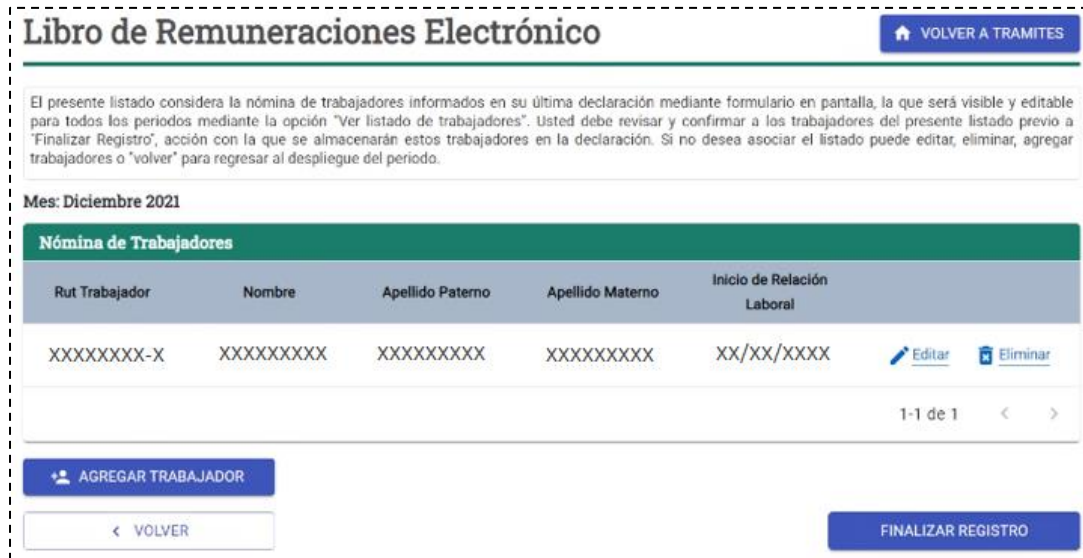 Libro de Remuneraciones Electrónico
VOLVER A TRAMITES
El presente listado considera la nómina de trabajadores informados en su última declaración mediante formulario en pantalla, la que será visible y editable
para todos los periodos mediante la opción "Ver listado de trabajadores". Usted debe revisar y confirmar a los trabajadores del presente listado previo a
"Finalizar Registro", acción con la que se almacenarán estos trabajadores en la declaración. Si no desea asociar el listado puede editar, eliminar, agregar
trabajadores o "volver" para regresar al despliegue del periodo.
Mes: Diciembre 2021
Nómina de Trabajadores
Rut Trabajador Nombre Apellido Paterno Apellido Materno Inicio de Relación
Laboral
XXXXXXXX-X XXXXXXXXX XXXXXXXXX XXXXXXXXX XX/XX/XXXX Editar Eliminar
1-1 de 1 < >
AGREGAR TRABAJADOR
< VOLVER
FINALIZAR REGISTRO